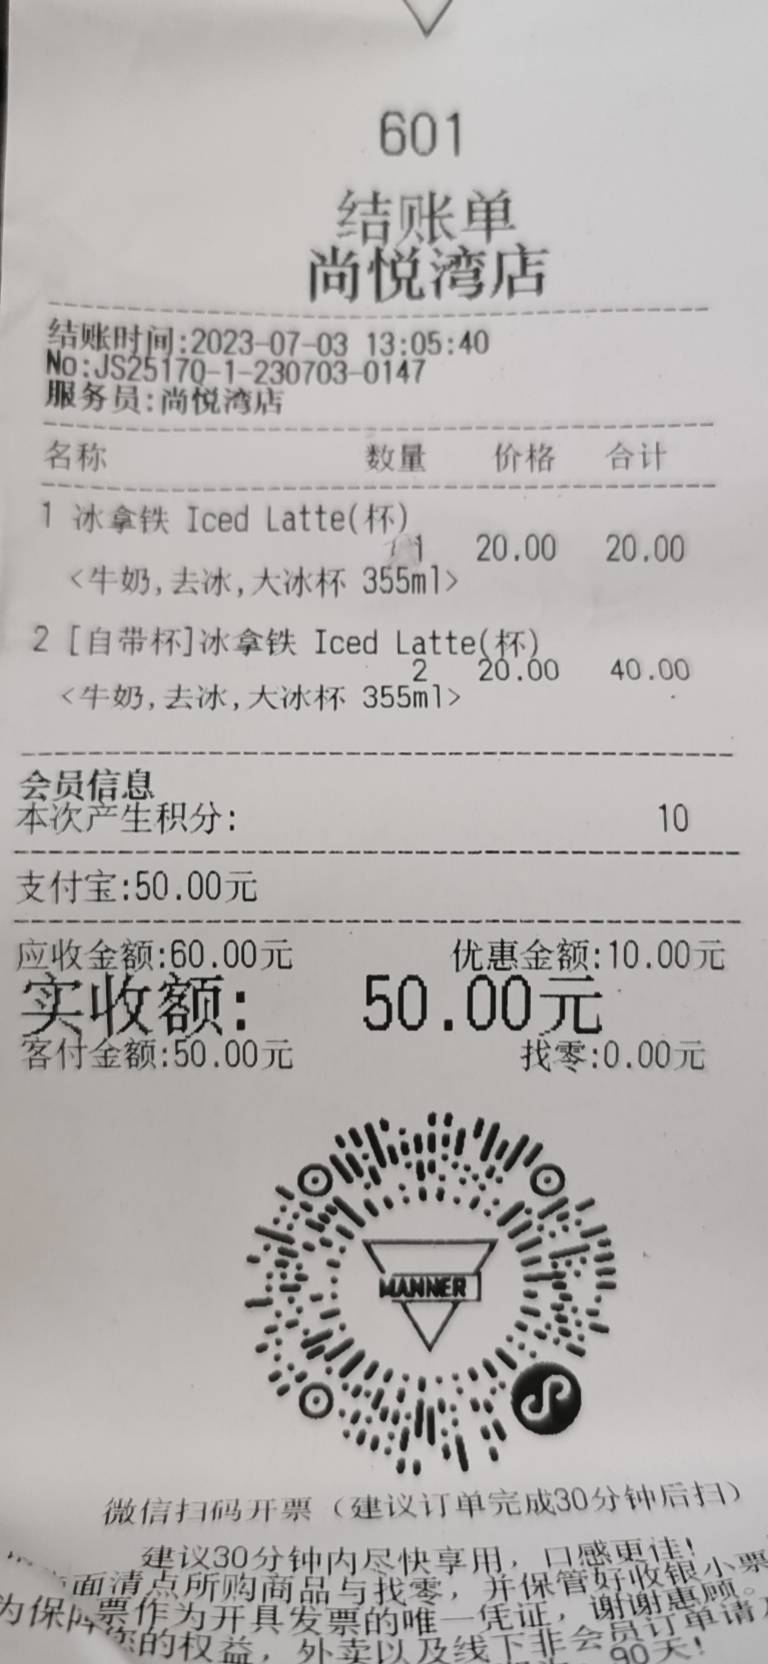 601
结账单
尚悦湾店
结账时间:2023-07-03 13:05:40
No:JS25170-1-230703-0147
服务员:尚悦湾店
名称 数量 价格 合计
1 冰拿铁 Iced Latte(杯)
1 20.00 20.00
<牛奶,去冰,大冰杯 355ml>
2 [自带杯]冰拿铁 Iced Latte(杯)
2 20.00 40.00
<牛奶,去冰,大冰杯 355ml>
会员信息
本次产生积分: 10
支付宝:50.00元
应收金额:60.00元 优惠金额:10.00元
实收额: 50.00元
客付金额:50.00元 找零:0.00元
MANNER
微信扫码开票（建议订单完成30分钟后扫）
建议30分钟内尽快享用，口感更佳!
面清点所购商品与找零，并保管好收银小票
票作为开具发票的唯一凭证，谢谢惠顾。
为保障您的权益，外卖以及线下非会员订单请
90天!